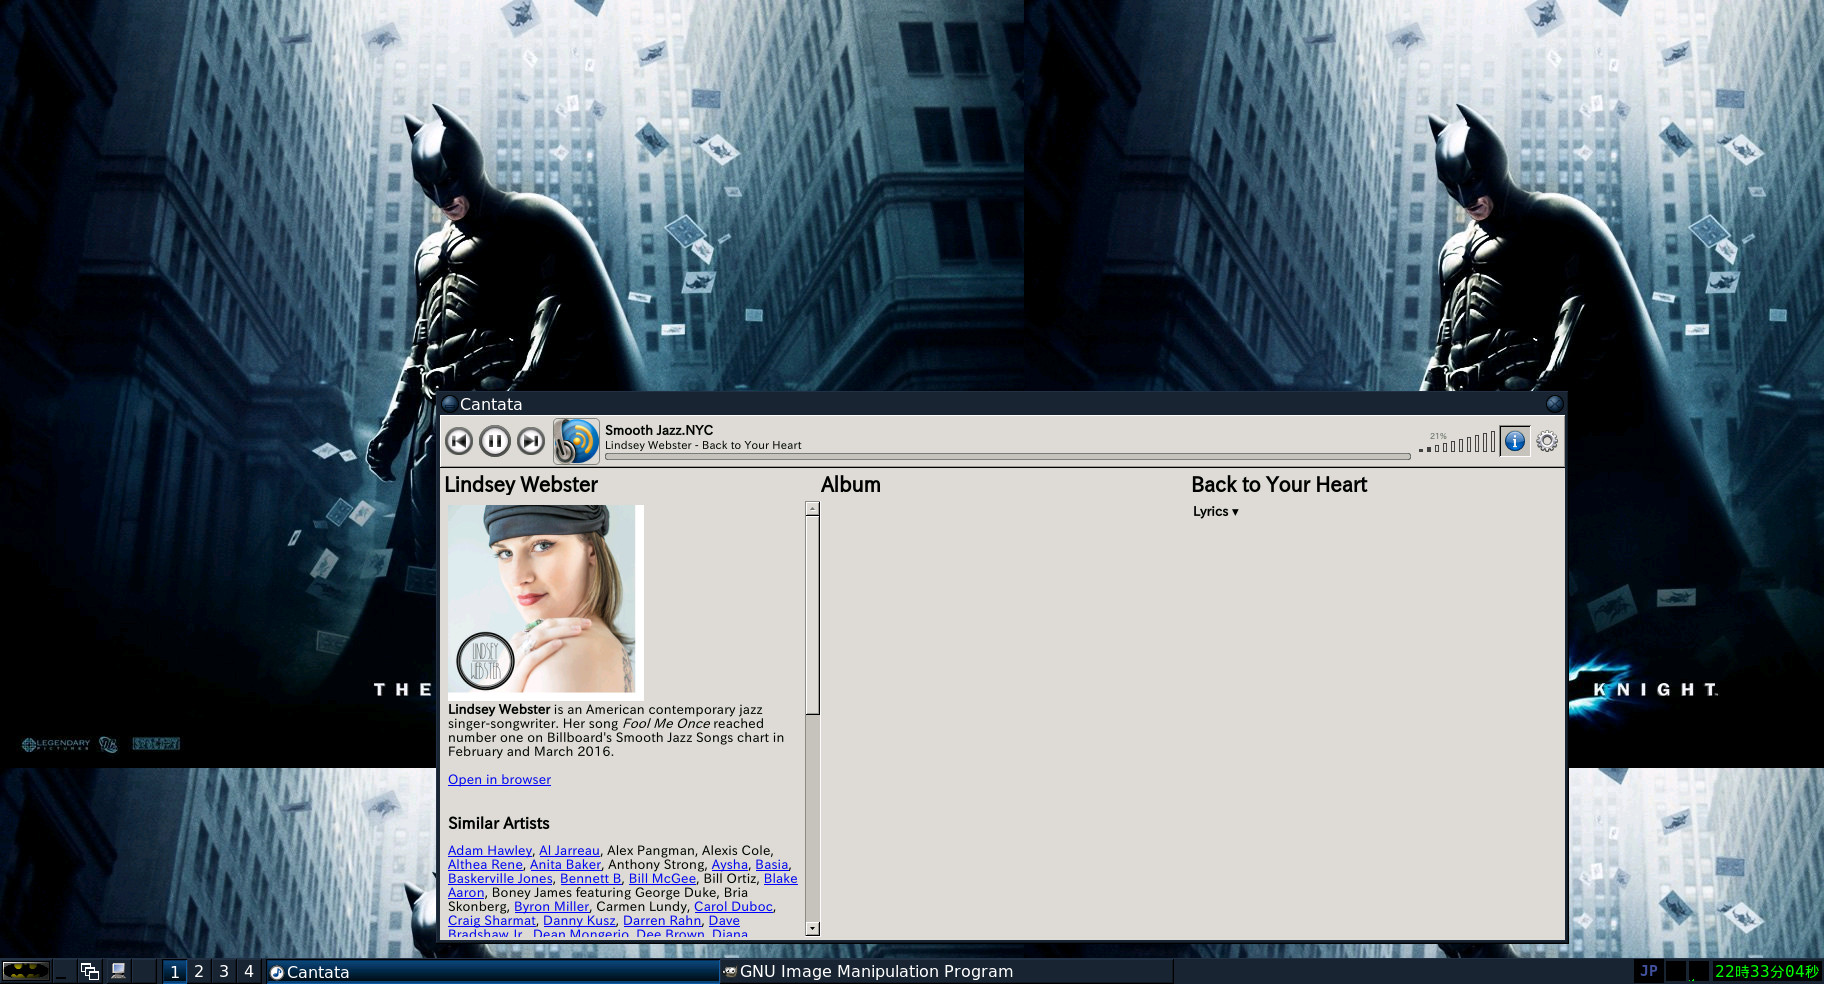 Cantata
Smooth Jazz.NYC
Lindsey Webster - Back to Your Heart
21%
Lindsey Webster
Album
Back to Your Heart
Lyrics ▾
LINDSEY
WEBSTER
Lindsey Webster is an American contemporary jazz
singer-songwriter. Her song Fool Me Once reached
number one on Billboard's Smooth Jazz Songs chart in
February and March 2016.
Open in browser
Similar Artists
Adam Hawley, Al Jarreau, Alex Pangman, Alexis Cole,
Althea Rene, Anita Baker, Anthony Strong, Aysha, Basia,
Baskerville Jones, Bennett B, Bill McGee, Bill Ortiz, Blake
Aaron, Boney James featuring George Duke, Bria
Skonberg, Byron Miller, Carmen Lundy, Carol Duboc,
Craig Sharmat, Danny Kusz, Darren Rahn, Dave
Bradshaw Jr., Dean Mongerio, Dee Brown, Diana
THE
KNIGHT
LEGENDARY
PICTURES
DC
1 2 3 4
Cantata
GNU Image Manipulation Program
JP
22時33分04秒